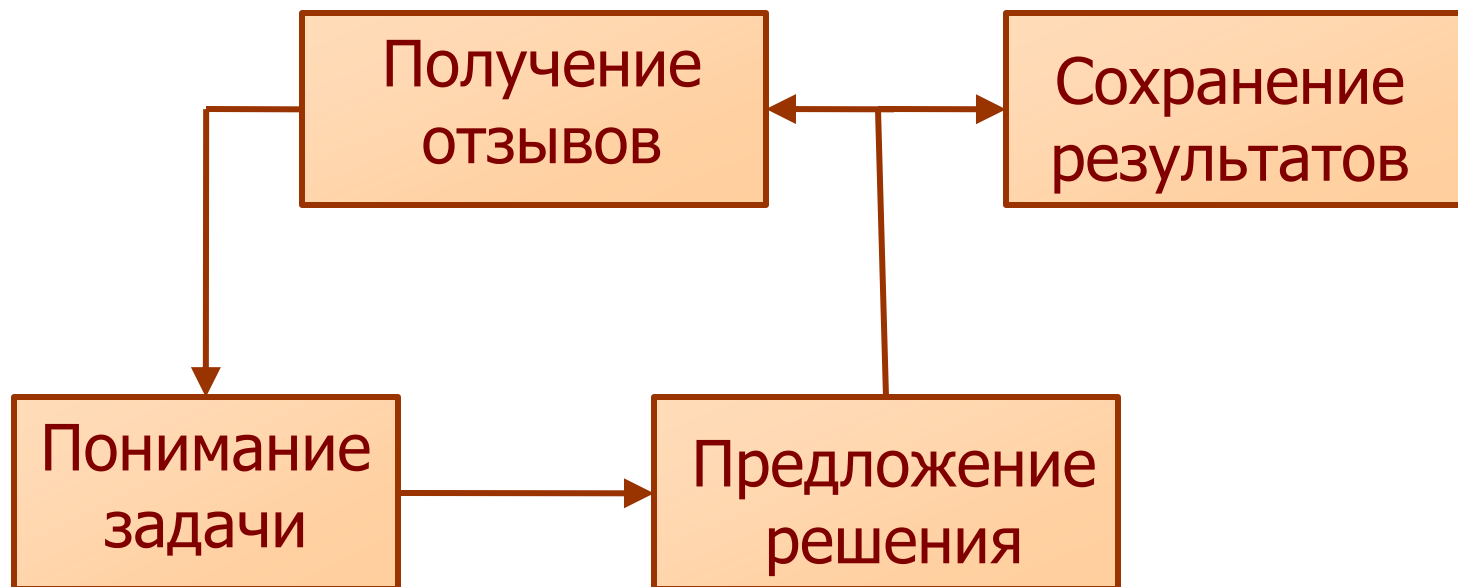 Получение
отзывов
Сохранение
результатов
Понимание
задачи
Предложение
решения